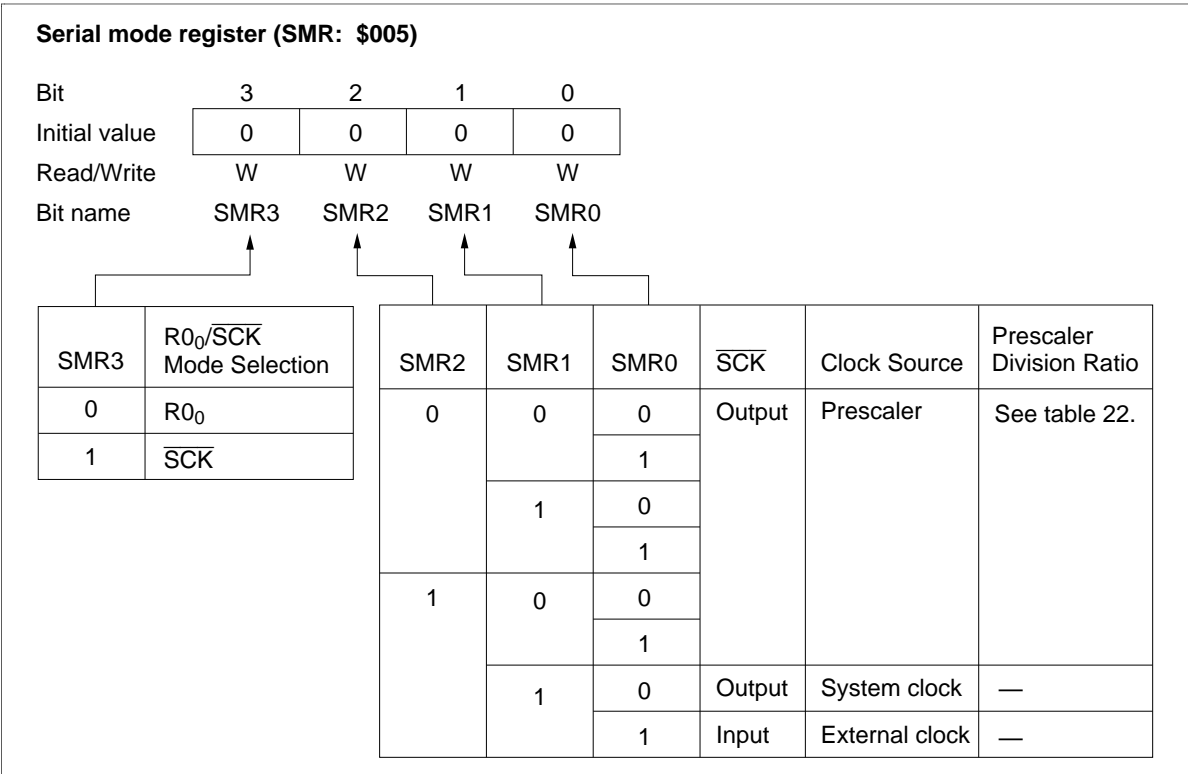 Serial mode register (SMR: $005)
Bit 3 2 1 0
Initial value 0 0 0 0
Read/Write W W W W
Bit name SMR3 SMR2 SMR1 SMR0
SMR3 R0₀/S̅C̅K̅ Mode Selection
0 R0₀
1 S̅C̅K̅
SMR2 SMR1 SMR0 S̅C̅K̅ Clock Source Prescaler Division Ratio
0 0 0 Output Prescaler See table 22.
1
1 0
1
1 0 0
1
1 0 Output System clock —
1 Input External clock —